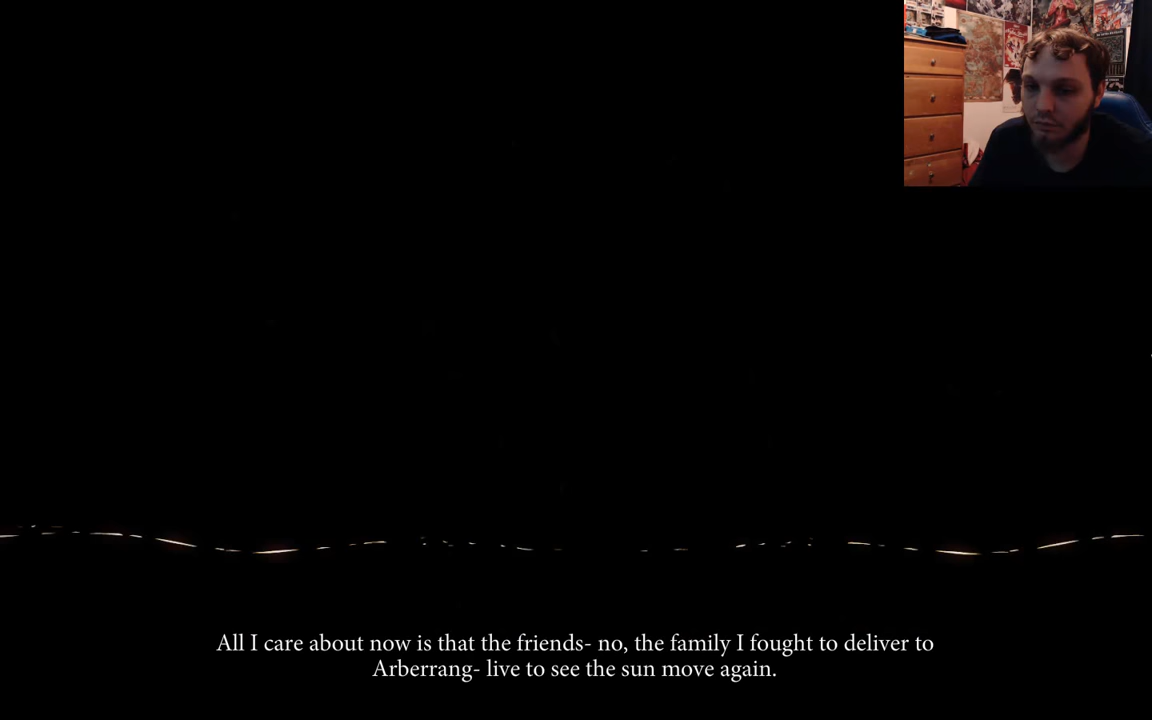 All I care about now is that the friends- no, the family I fought to deliver to
Arberrang- live to see the sun move again.